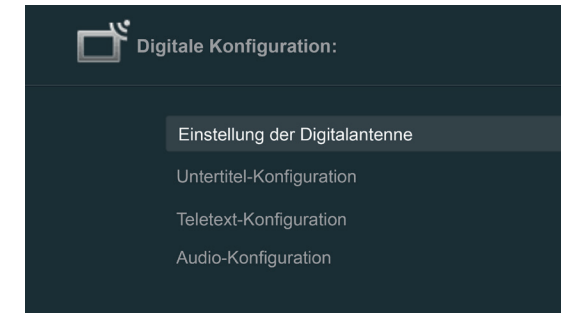 Digitale Konfiguration:
Einstellung der Digitalantenne
Untertitel-Konfiguration
Teletext-Konfiguration
Audio-Konfiguration